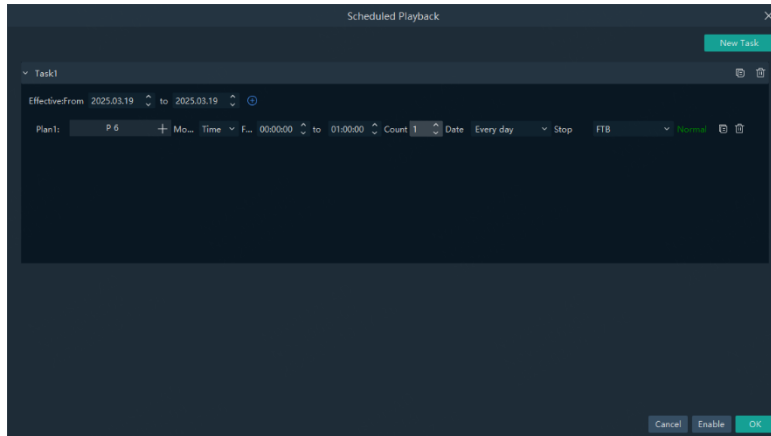 Scheduled Playback
New Task
Task1
Effective:From 2025.03.19 to 2025.03.19
Plan1: P 6 Mo... Time F... 00:00:00 to 01:00:00 Count 1 Date Every day Stop FTB Normal
Cancel Enable OK